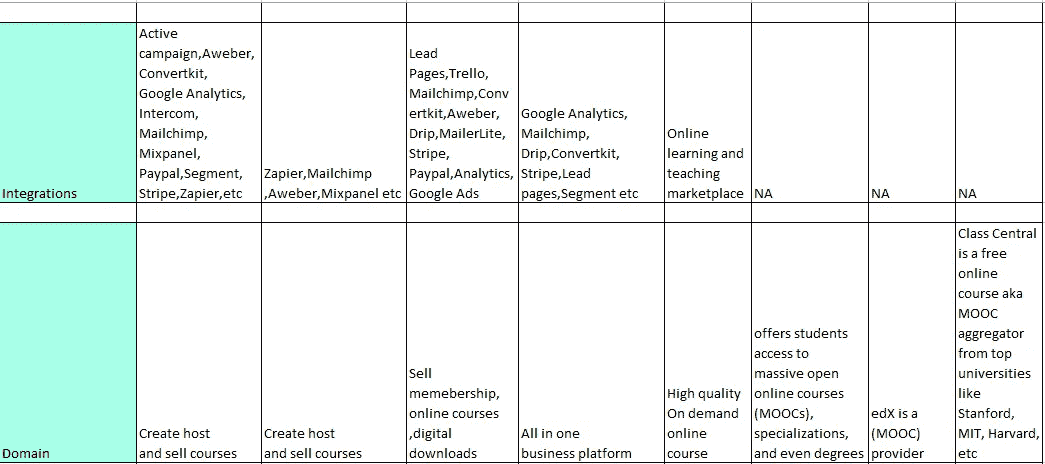 Integrations
Active
campaign,Aweber,
Convertkit,
Google Analytics,
Intercom,
Mailchimp,
Mixpanel,
Paypal,Segment,
Stripe,Zapier,etc
Zapier,Mailchimp
,Aweber,Mixpanel etc
Lead
Pages,Trello,
Mailchimp,Conv
ertkit,Aweber,
Drip,MailerLite,
Stripe,
Paypal,Analytics,
Google Ads
Google Analytics,
Mailchimp,
Drip,Convertkit,
Stripe,Lead
pages,Segment etc
Online
learning and
teaching
marketplace
NA
NA
NA
Domain
Create host
and sell courses
Create host
and sell courses
Sell
memebership,
online courses
,digital
downloads
All in one
business platform
High quality
On demand
online
course
offers students
access to
massive open
online courses
(MOOCs),
specializations,
and even degrees
edX is a
(MOOC)
provider
Class Central
is a free
online
course aka
MOOC
aggregator
from top
universities
like
Stanford,
MIT, Harvard,
etc